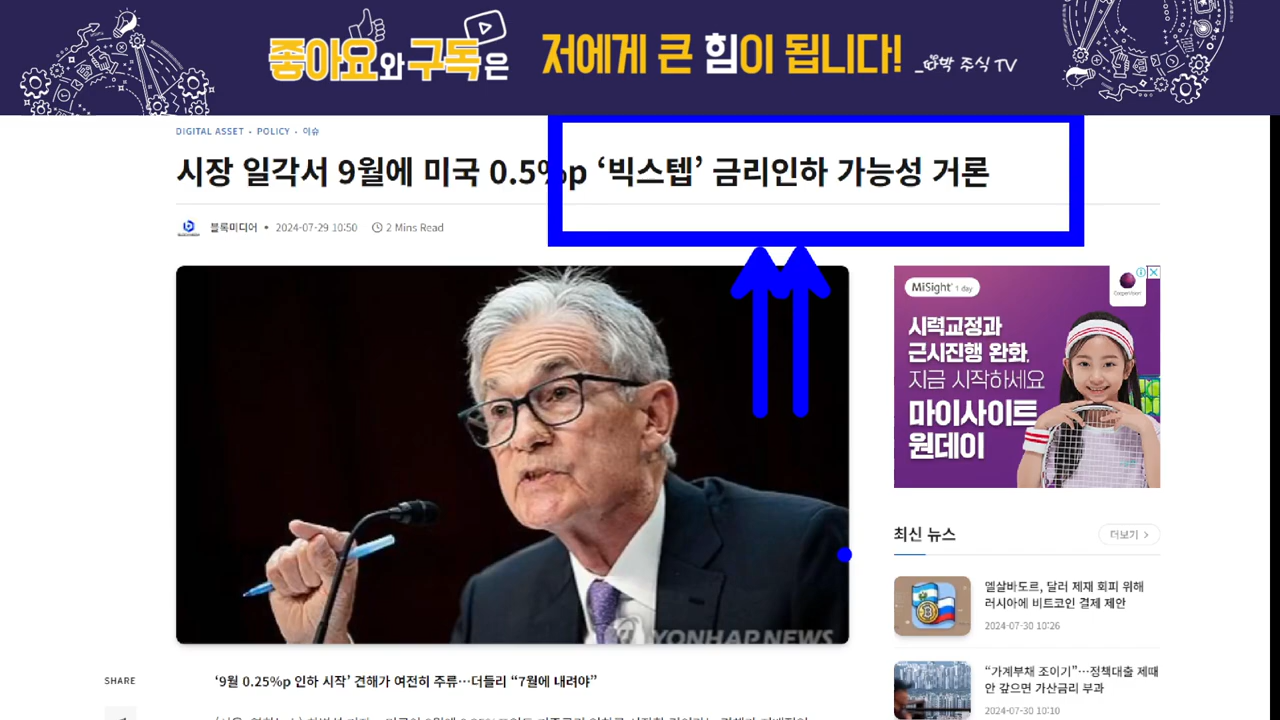 좋아요와 구독은 저에게 큰 힘이 됩니다!
박 주식 TV
DIGITAL ASSET • POLICY • 이슈
시장 일각서 9월에 미국 0.5%p ‘빅스텝’ 금리인하 가능성 거론
블록미디어 • 2024-07-29 10:50 2 Mins Read
YONHAP NEWS
MiSight 1 day
CooperVision
시력교정과
근시진행 완화,
지금 시작하세요
마이사이트
원데이
최신 뉴스
더보기 >
엘살바도르, 달러 제재 회피 위해
러시아에 비트코인 결제 제안
2024-07-30 10:26
“가계부채 조이기”…정책대출 제때
안 갚으면 가산금리 부과
2024-07-30 10:10
SHARE
‘9월 0.25%p 인하 시작’ 견해가 여전히 주류…더들리 “7월에 내려야”